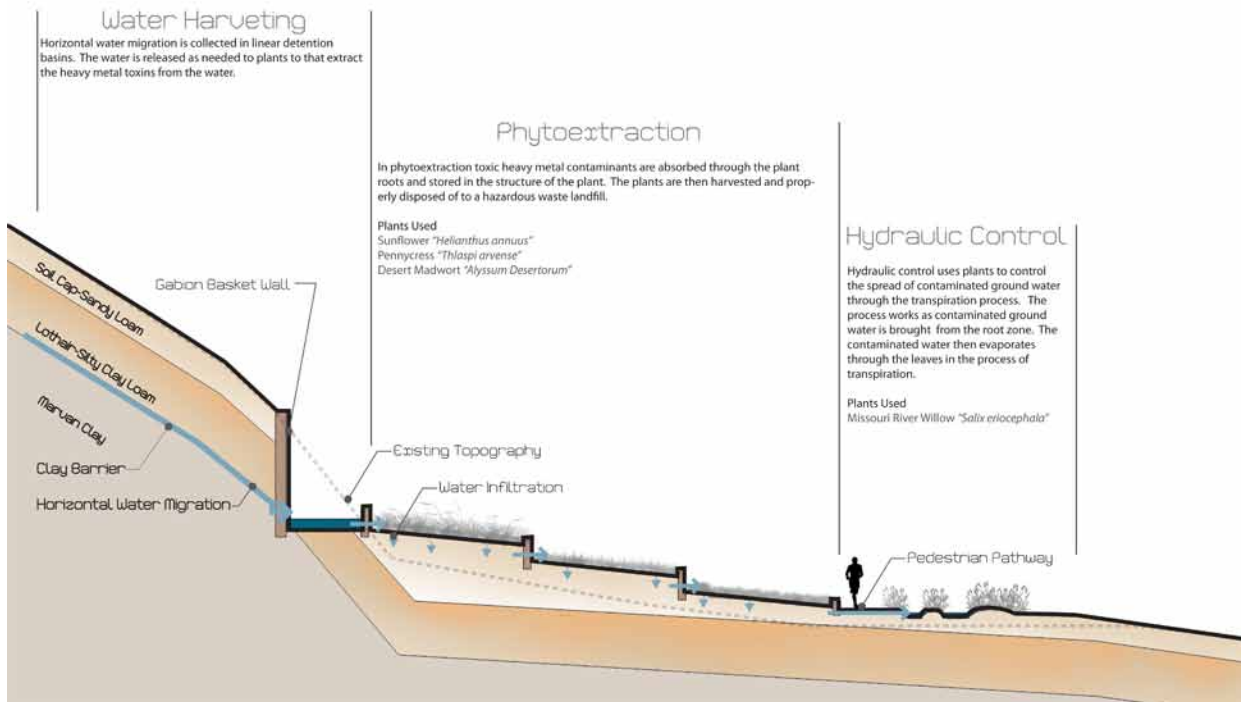 Water Harveting
Horizontal water migration is collected in linear detention
basins. The water is released as needed to plants to that extract
the heavy metal toxins from the water.
Phytoextraction
In phytoextraction toxic heavy metal contaminants are absorbed through the plant
roots and stored in the structure of the plant. The plants are then harvested and prop-
erly disposed of to a hazardous waste landfill.
Plants Used
Sunflower "Helianthus annuus"
Pennycress "Thlaspi arvense"
Desert Madwort "Alyssum Desertorum"
Hydraulic Control
Hydraulic control uses plants to control
the spread of contaminated ground water
through the transpiration process. The
process works as contaminated ground
water is brought from the root zone. The
contaminated water then evaporates
through the leaves in the process of
transpiration.
Plants Used
Missouri River Willow "Salix eriocephala"
Soil Cap-Sandy Loam
Gabion Basket Wall
Lothair-Silty Clay Loam
Marvan Clay
Clay Barrier
Horizontal Water Migration
Existing Topography
Water Infiltration
Pedestrian Pathway